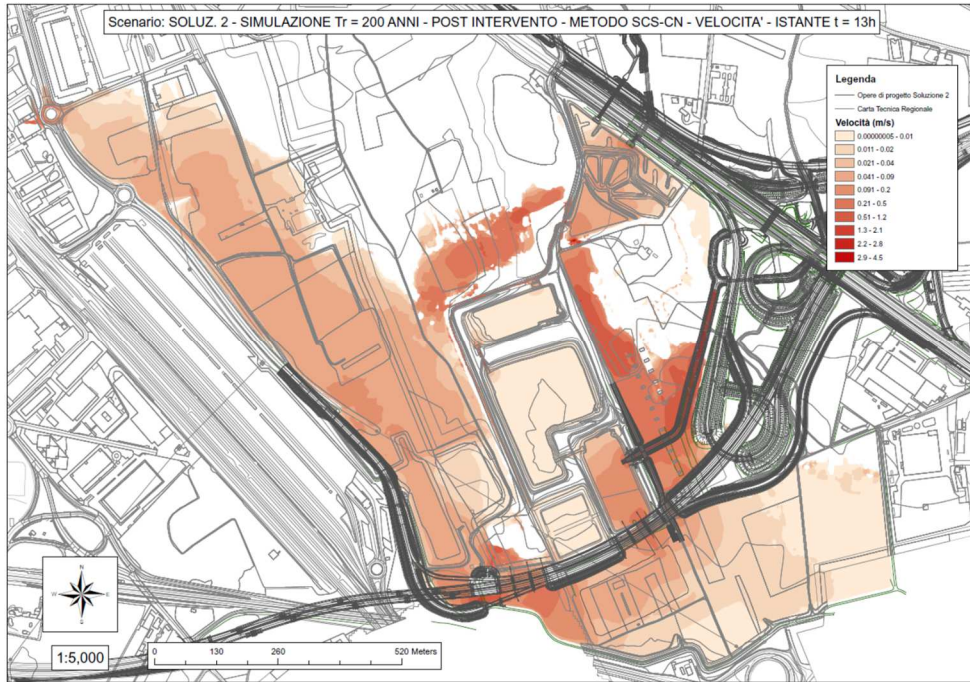 Scenario: SOLUZ. 2 - SIMULAZIONE Tr = 200 ANNI - POST INTERVENTO - METODO SCS-CN - VELOCITA' - ISTANTE t = 13h
Legenda
Opere di progetto Soluzione 2
Carta Tecnica Regionale
Velocità (m/s)
0.00000005 - 0.01
0.011 - 0.02
0.021 - 0.04
0.041 - 0.09
0.091 - 0.2
0.21 - 0.5
0.51 - 1.2
1.3 - 2.1
2.2 - 2.8
2.9 - 4.5
N
W E
S
1:5,000
0 130 260 520 Meters